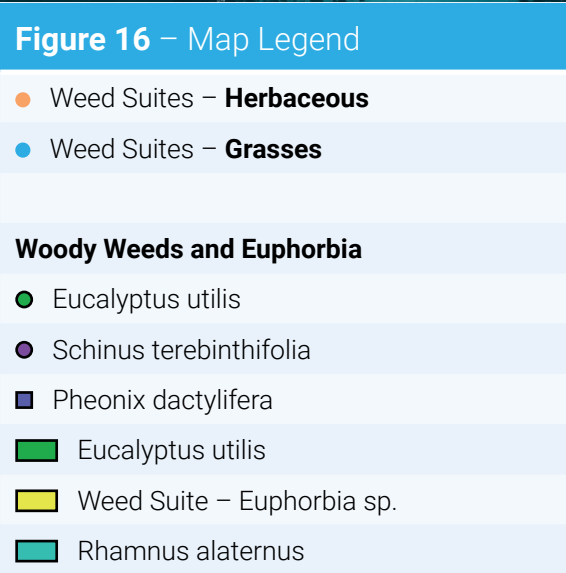 Figure 16 – Map Legend
Weed Suites – Herbaceous
Weed Suites – Grasses
Woody Weeds and Euphorbia
Eucalyptus utilis
Schinus terebinthifolia
Pheonix dactylifera
Eucalyptus utilis
Weed Suite – Euphorbia sp.
Rhamnus alaternus